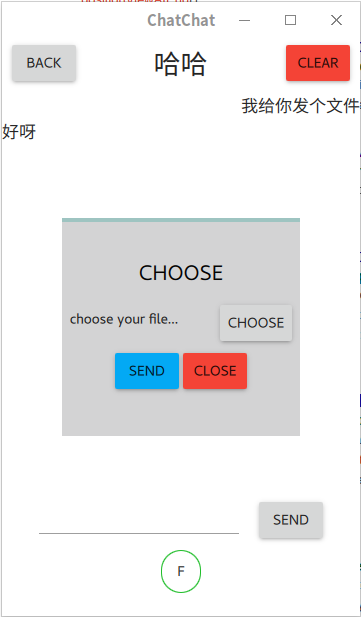 ChatChat
BACK
哈哈
CLEAR
我给你发个文件
好呀
CHOOSE
choose your file...
CHOOSE
SEND
CLOSE
SEND
F